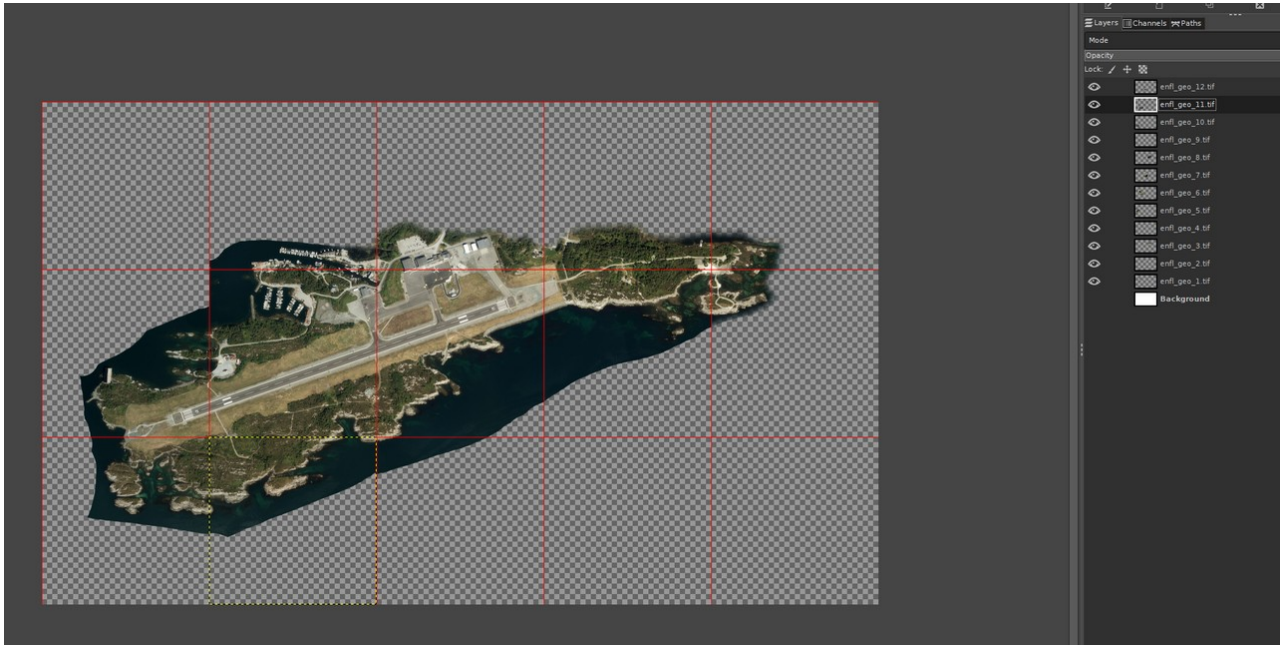 Layers Channels Paths
Mode
Opacity
Lock:
enfl_geo_12.tif
enfl_geo_11.tif
enfl_geo_10.tif
enfl_geo_9.tif
enfl_geo_8.tif
enfl_geo_7.tif
enfl_geo_6.tif
enfl_geo_5.tif
enfl_geo_4.tif
enfl_geo_3.tif
enfl_geo_2.tif
enfl_geo_1.tif
Background